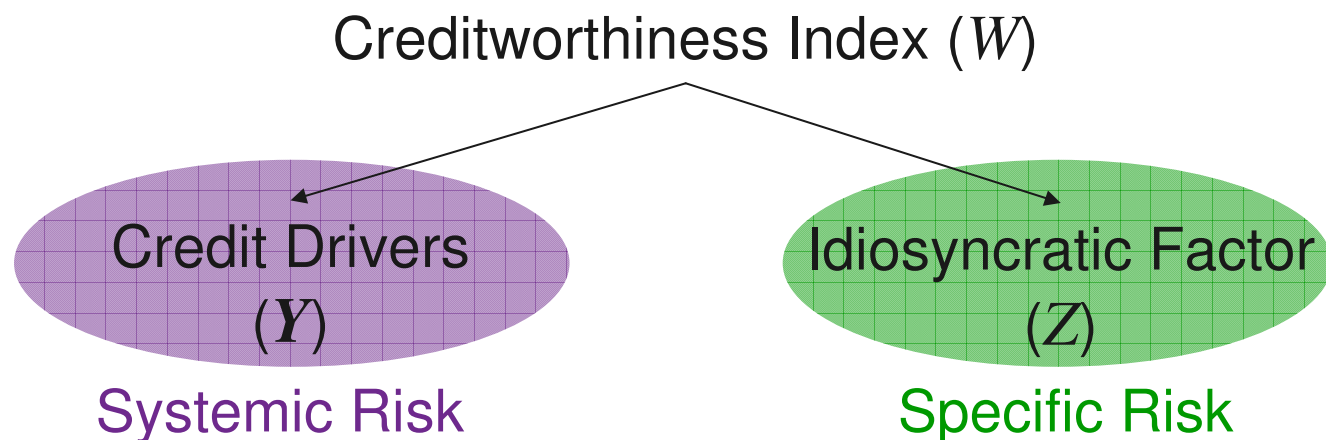 Creditworthiness Index (W)
Credit Drivers
(Y)
Idiosyncratic Factor
(Z)
Systemic Risk
Specific Risk